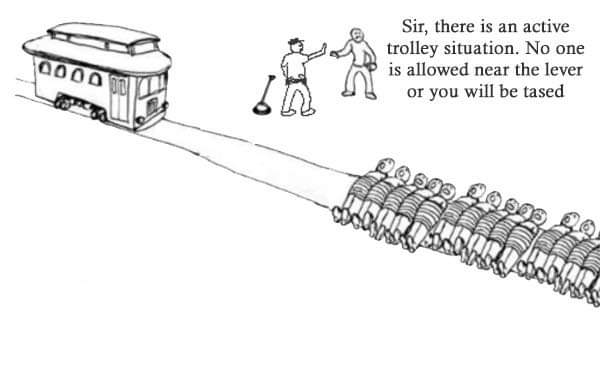 Sir, there is an active
trolley situation. No one
is allowed near the lever
or you will be tased